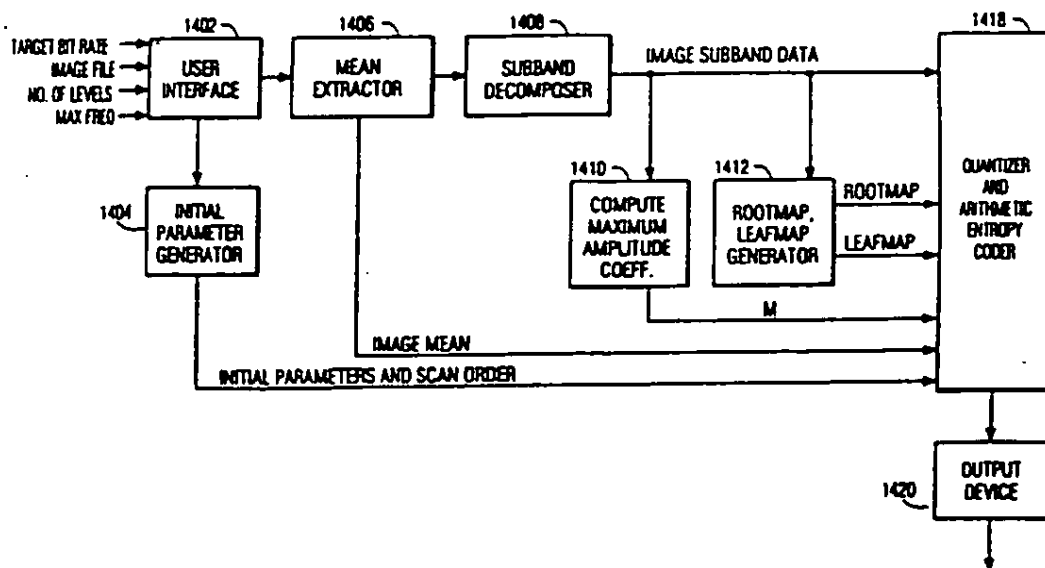 1402
1406
1408
1418
TARGET BIT RATE
IMAGE FILE
NO. OF LEVELS
MAX FREQ
USER
INTERFACE
MEAN
EXTRACTOR
SUBBAND
DECOMPOSER
IMAGE SUBBAND DATA
1404
INITIAL
PARAMETER
GENERATOR
1410
COMPUTE
MAXIMUM
AMPLITUDE
COEFF.
1412
ROOTMAP,
LEAFMAP
GENERATOR
ROOTMAP
LEAFMAP
QUANTIZER
AND
ARITHMETIC
ENTROPY
CODER
M
IMAGE MEAN
INITIAL PARAMETERS AND SCAN ORDER
1420
OUTPUT
DEVICE